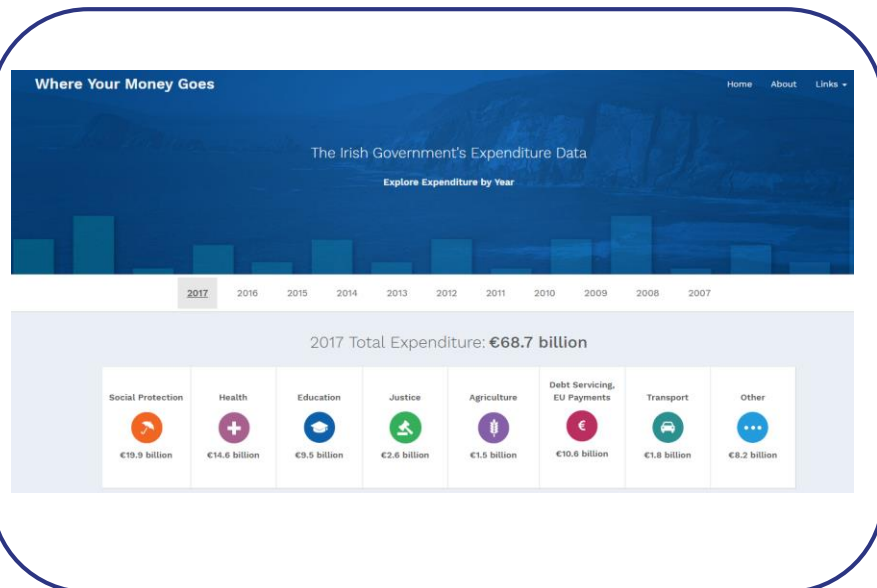 Where Your Money Goes
Home About Links
The Irish Government's Expenditure Data
Explore Expenditure by Year
2017 2016 2015 2014 2013 2012 2011 2010 2009 2008 2007
2017 Total Expenditure: €68.7 billion
Social Protection
€19.9 billion
Health
€14.6 billion
Education
€9.5 billion
Justice
€2.6 billion
Agriculture
€1.5 billion
Debt Servicing,
EU Payments
€
€10.6 billion
Transport
€1.8 billion
Other
€8.2 billion